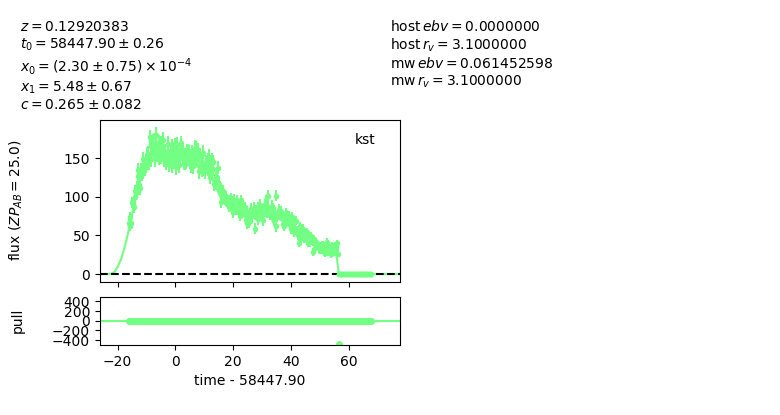 z = 0.12920383
t₀ = 58447.90 ± 0.26
x₀ = (2.30 ± 0.75) × 10⁻⁴
x₁ = 5.48 ± 0.67
c = 0.265 ± 0.082
host ebv = 0.0000000
host r_v = 3.1000000
mw ebv = 0.061452598
mw r_v = 3.1000000
kst
flux (ZP_AB = 25.0)
150
100
50
0
pull
400
200
0
−200
−400
−20 0 20 40 60
time - 58447.90